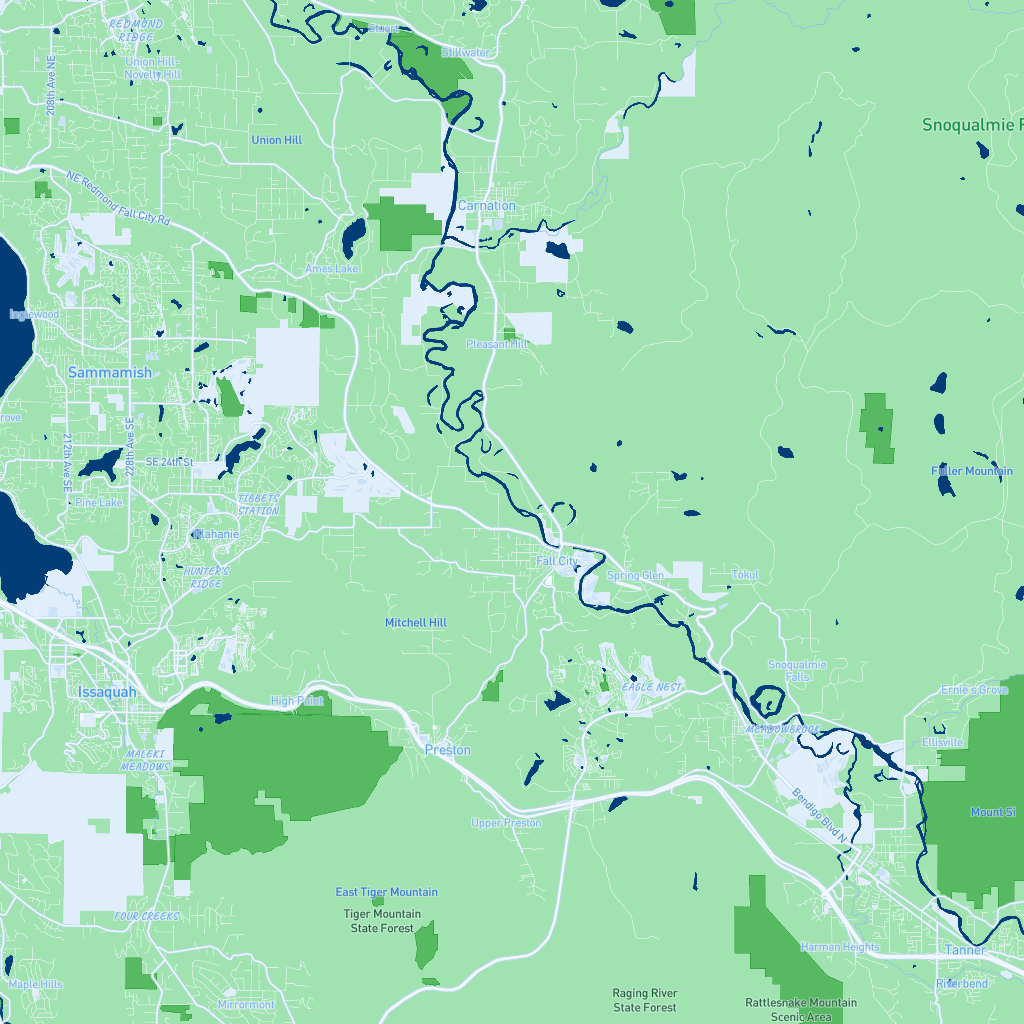 REDMOND
RIDGE
Stuart
Stillwater
Union Hill-
Novelty Hill
208th Ave NE
Union Hill
Snoqualmie
NE Redmond Fall City Rd
Carnation
Ames Lake
Inglewood
Pleasant Hill
Sammamish
212th Ave SE
228th Ave SE
SE 24th St
Fuller Mountain
Pine Lake
TIBBETS
STATION
Klahanie
Fall City
HUNTER'S
RIDGE
Spring Glen
Tokul
Mitchell Hill
Snoqualmie
Falls
Issaquah
High Point
EAGLE NEST
Ernie's Grove
MEADOWBROOK
Ellisville
MALEKI
MEADOWS
Preston
Bendigo Blvd N
Mount Si
Upper Preston
East Tiger Mountain
Tiger Mountain
State Forest
FOUR CREEKS
Harman Heights
Tanner
Maple Hills
Riverbend
Mirrormont
Raging River
State Forest
Rattlesnake Mountain
Scenic Area